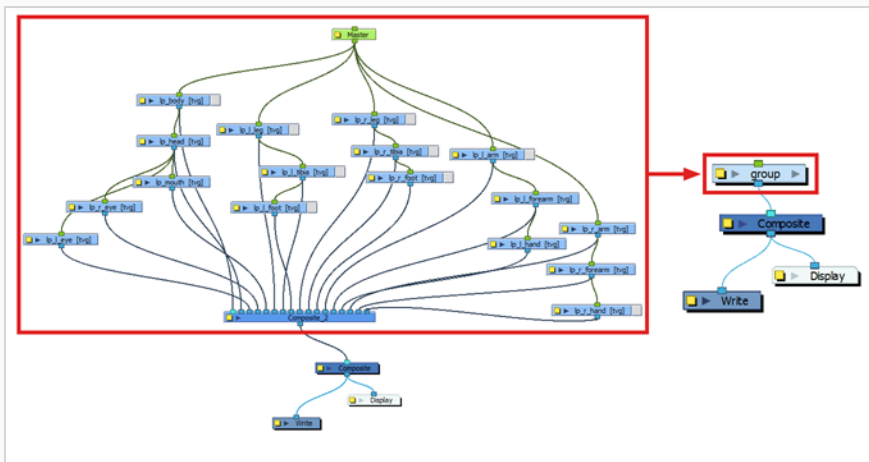 Master
lp_body [tvg]
lp_l_leg [tvg]
lp_r_leg [tvg]
lp_head [tvg]
lp_r_tibia [tvg]
lp_l_arm [tvg]
lp_mouth [tvg]
lp_l_tibia [tvg]
lp_r_foot [tvg]
group
lp_r_eye [tvg]
lp_l_foot [tvg]
lp_l_forearm [tvg]
lp_l_eye [tvg]
lp_l_hand [tvg]
lp_r_arm [tvg]
Composite
lp_r_forearm [tvg]
Display
Write
lp_r_hand [tvg]
Composite_2
Composite
Display
Write